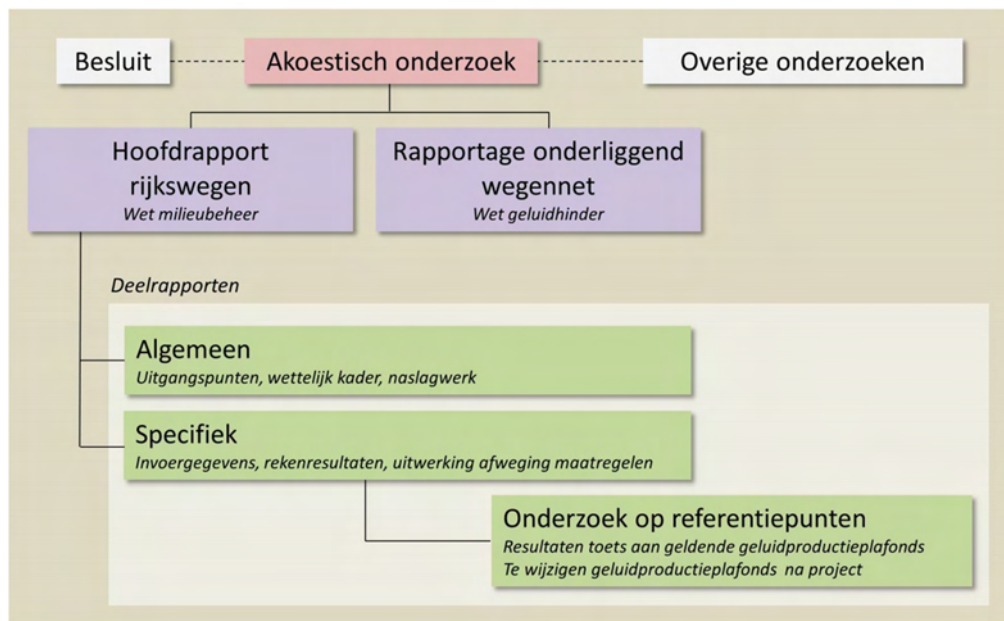 Besluit
Akoestisch onderzoek
Overige onderzoeken
Hoofdrapport
rijkswegen
Wet milieubeheer
Rapportage onderliggend
wegennet
Wet geluidhinder
Deelrapporten
Algemeen
Uitgangspunten, wettelijk kader, naslagwerk
Specifiek
Invoergegevens, rekenresultaten, uitwerking afweging maatregelen
Onderzoek op referentiepunten
Resultaten toets aan geldende geluidproductieplafonds
Te wijzigen geluidproductieplafonds na project